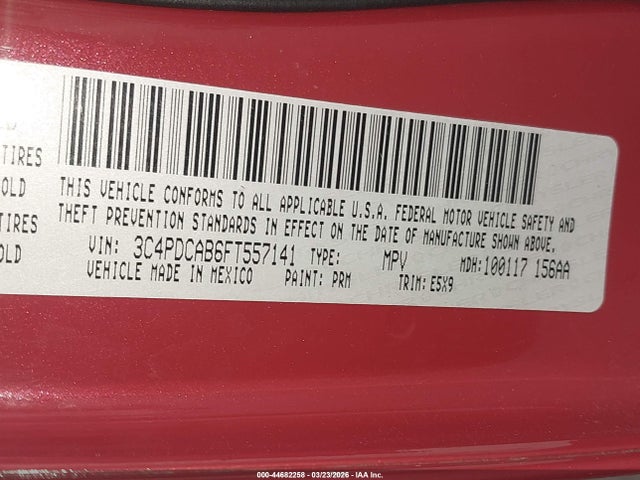 TIRES
OLD
TIRES
OLD
THIS VEHICLE CONFORMS TO ALL APPLICABLE U.S.A. FEDERAL MOTOR VEHICLE SAFETY AND
THEFT PREVENTION STANDARDS IN EFFECT ON THE DATE OF MANUFACTURE SHOWN ABOVE.
VIN: 3C4PDCAB6FT557141 TYPE: MPV MDH:100117 156AA
VEHICLE MADE IN MEXICO PAINT: PRM TRIM: E5X9
000-44682258 - 03/23/2026 - IAA Inc.